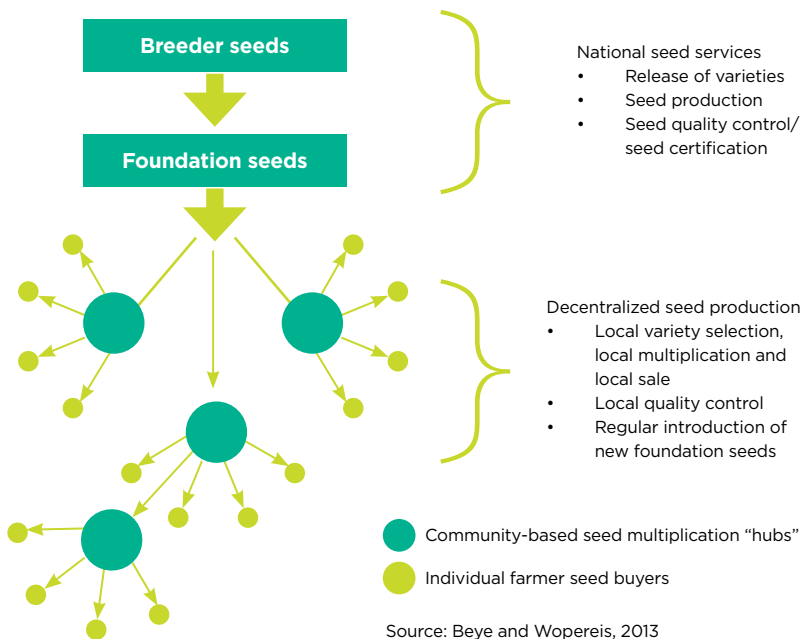 Breeder seeds
Foundation seeds
National seed services
• Release of varieties
• Seed production
• Seed quality control/
seed certification
Decentralized seed production
• Local variety selection,
local multiplication and
local sale
• Local quality control
• Regular introduction of
new foundation seeds
Community-based seed multiplication “hubs”
Individual farmer seed buyers
Source: Beye and Wopereis, 2013